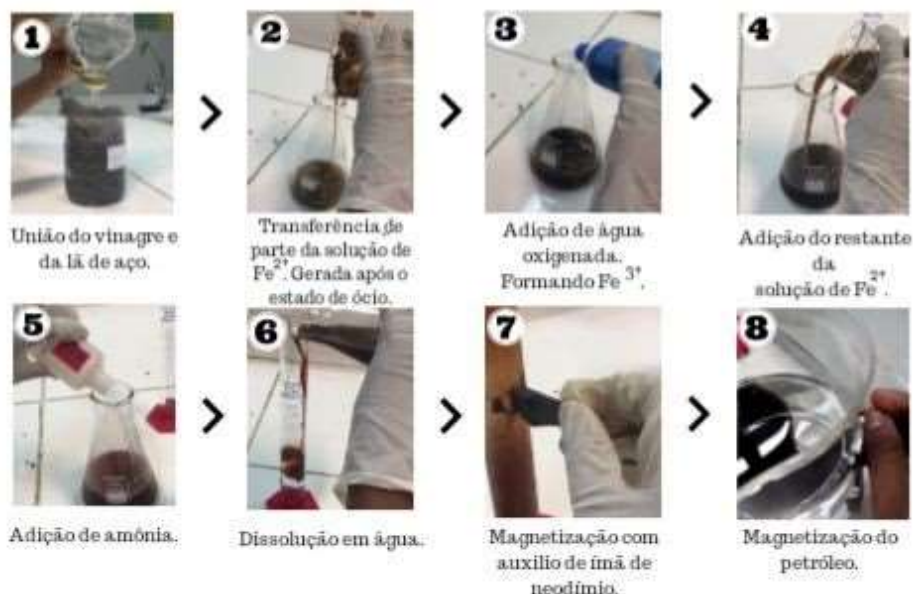 1
União do vinagre e
da lã de aço.
2
Transferência de
parte da solução de
Fe²⁺. Gerada após o
estado de ócio.
3
Adição de água
oxigenada.
Formando Fe ³⁺.
4
Adição do restante
da
solução de Fe²⁺.
5
Adição de amônia.
6
Dissolução em água.
7
Magnetização com
auxilio de ímã de
neodímio.
8
Magnetização do
petróleo.